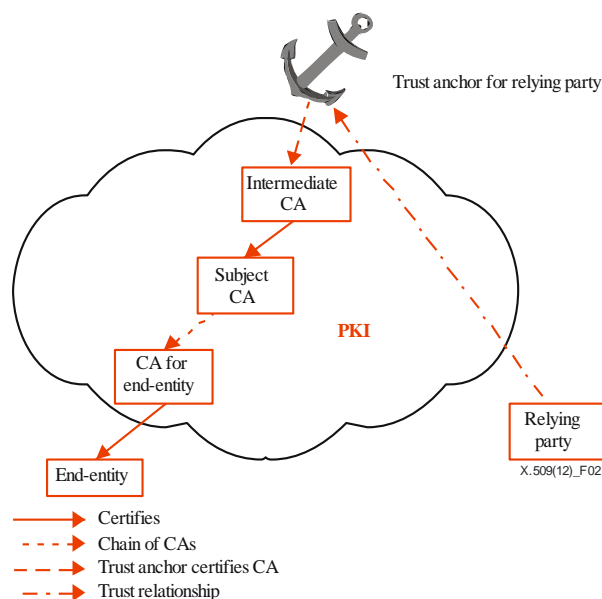 Trust anchor for relying party
Intermediate
CA
Subject
CA
PKI
CA for
end-entity
Relying
party
X.509(12)_F02
End-entity
Certifies
Chain of CAs
Trust anchor certifies CA
Trust relationship